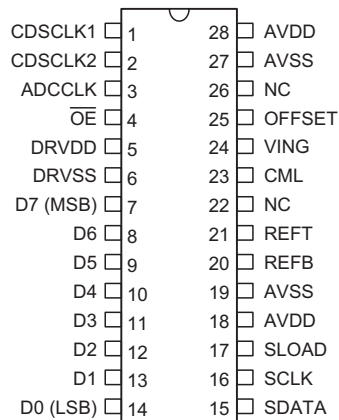 CDSCLK1 1 28 AVDD
CDSCLK2 2 27 AVSS
ADCCLK 3 26 NC
OE 4 25 OFFSET
DRVDD 5 24 VING
DRVSS 6 23 CML
D7 (MSB) 7 22 NC
D6 8 21 REFT
D5 9 20 REFB
D4 10 19 AVSS
D3 11 18 AVDD
D2 12 17 SLOAD
D1 13 16 SCLK
D0 (LSB) 14 15 SDATA